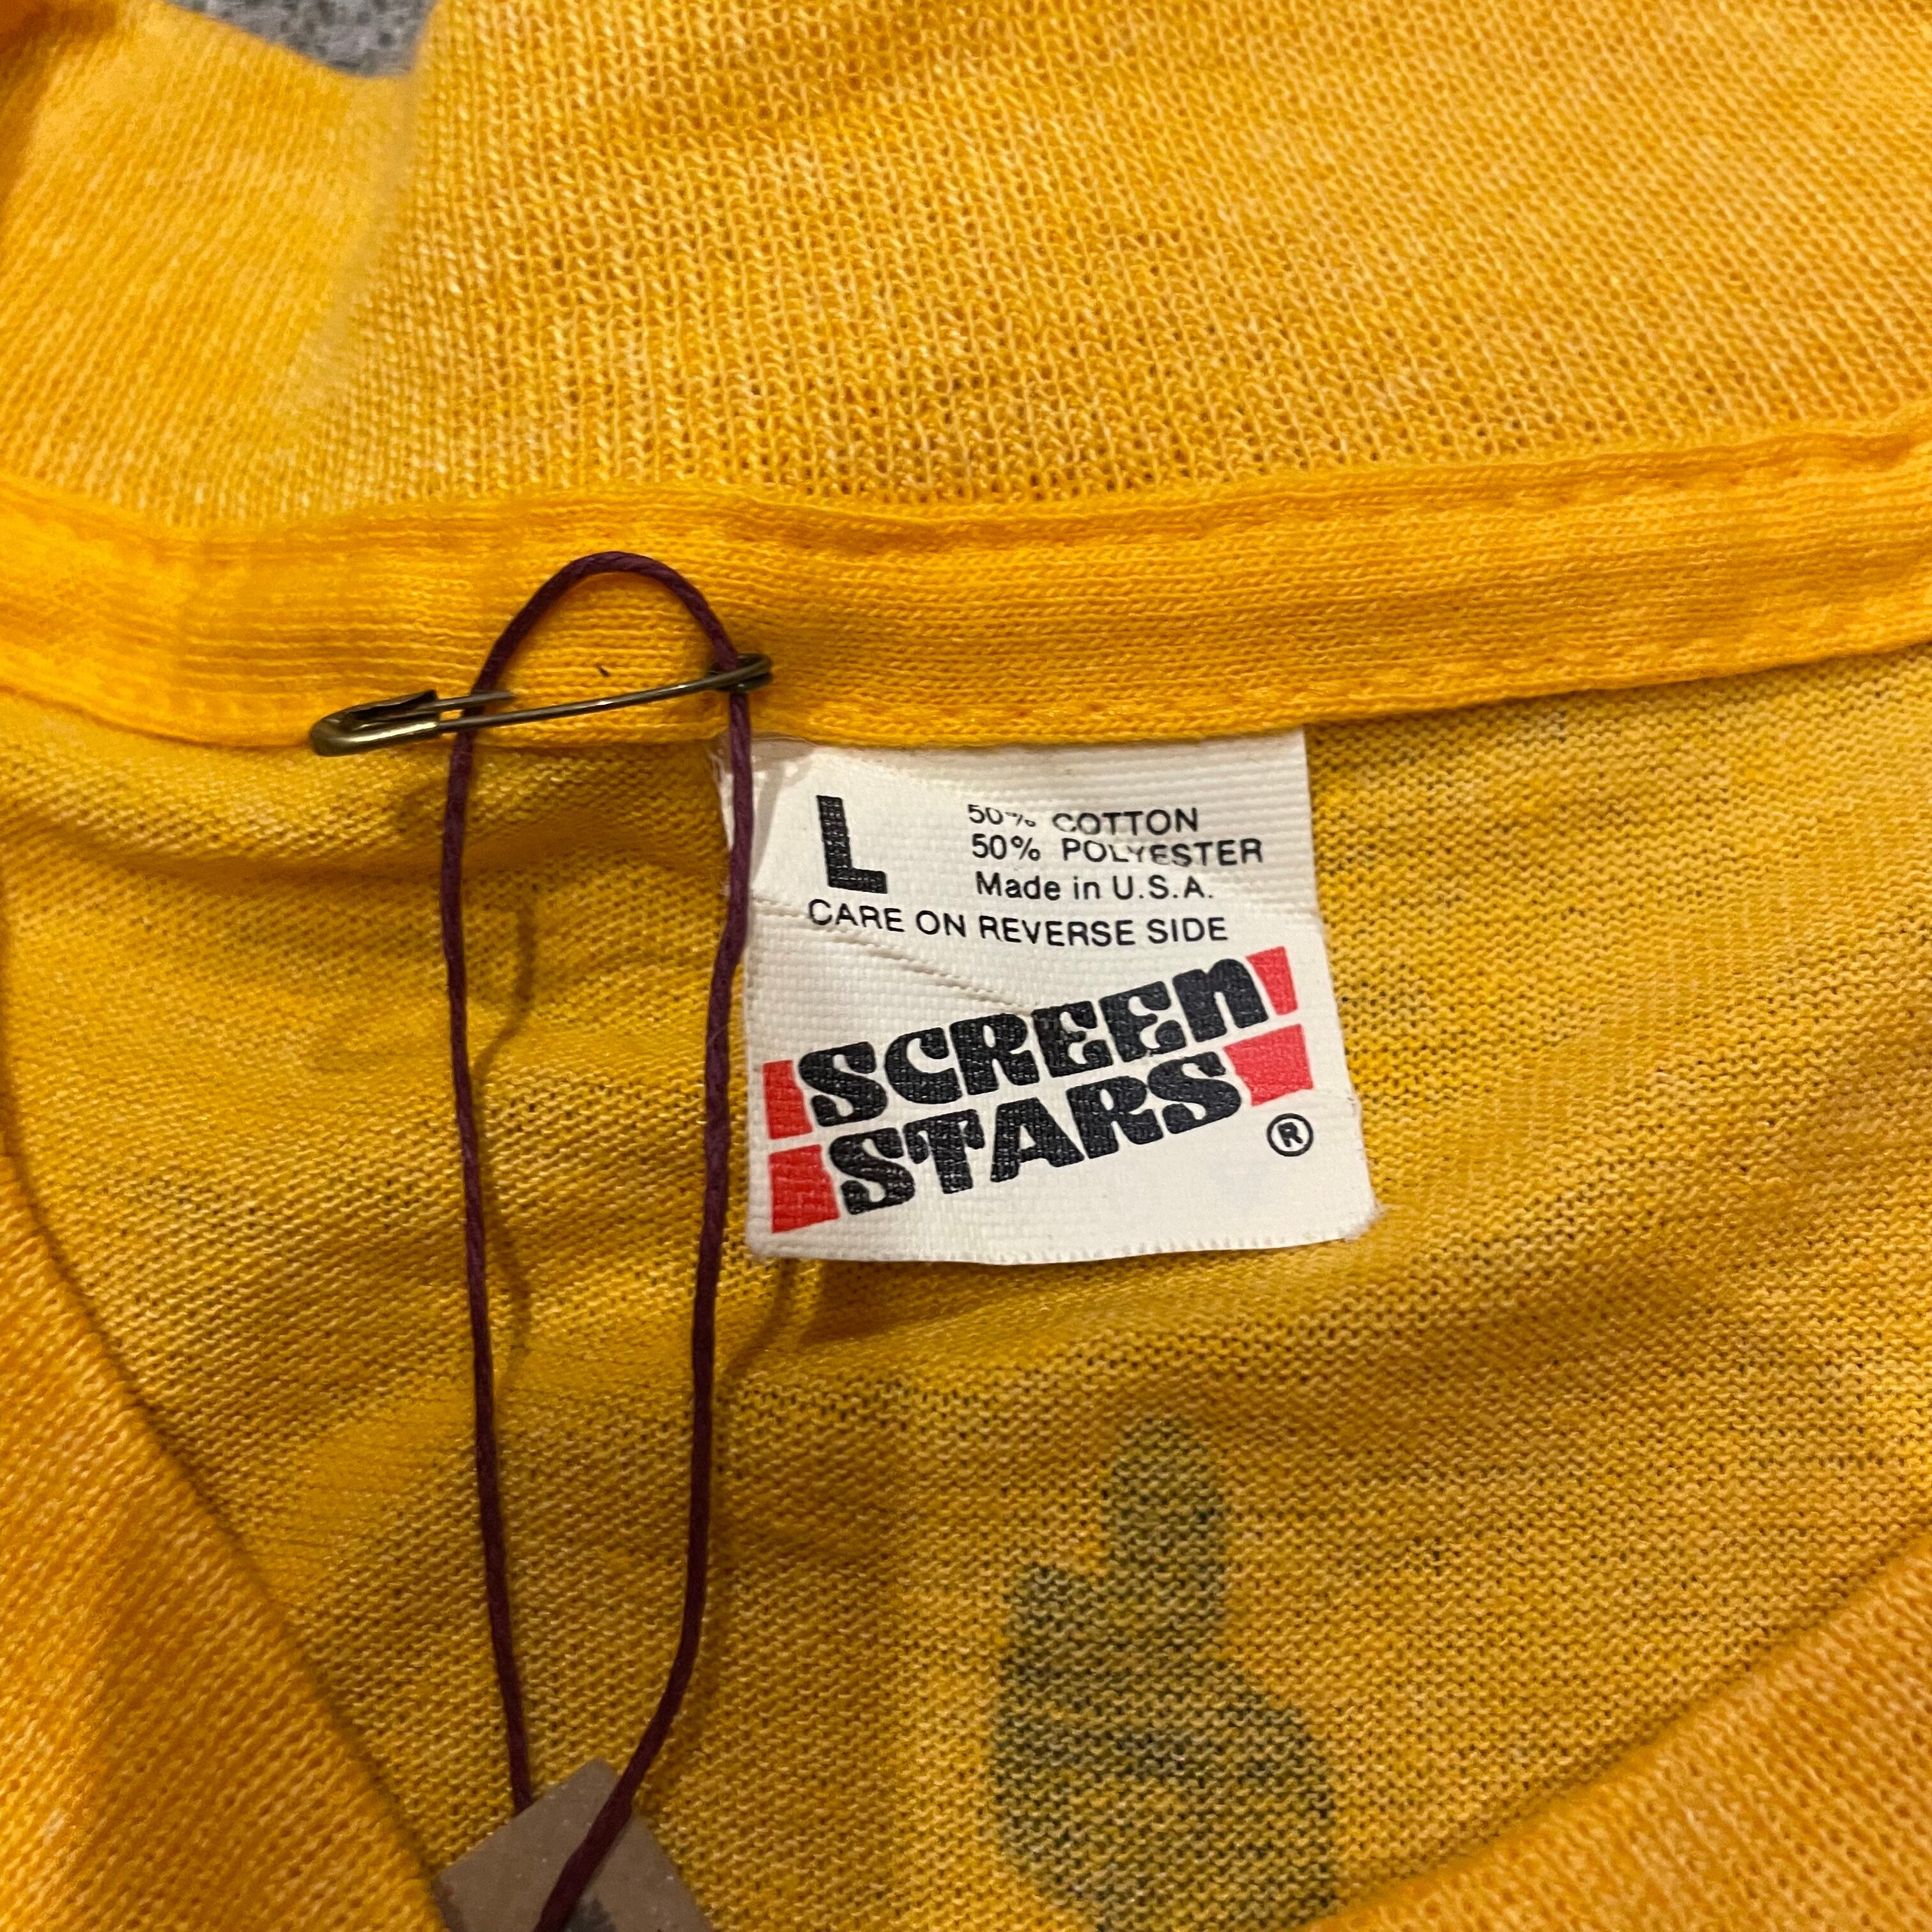 L
50% COTTON
50% POLYESTER
Made in U.S.A.
CARE ON REVERSE SIDE
SCREEN
STARS
®